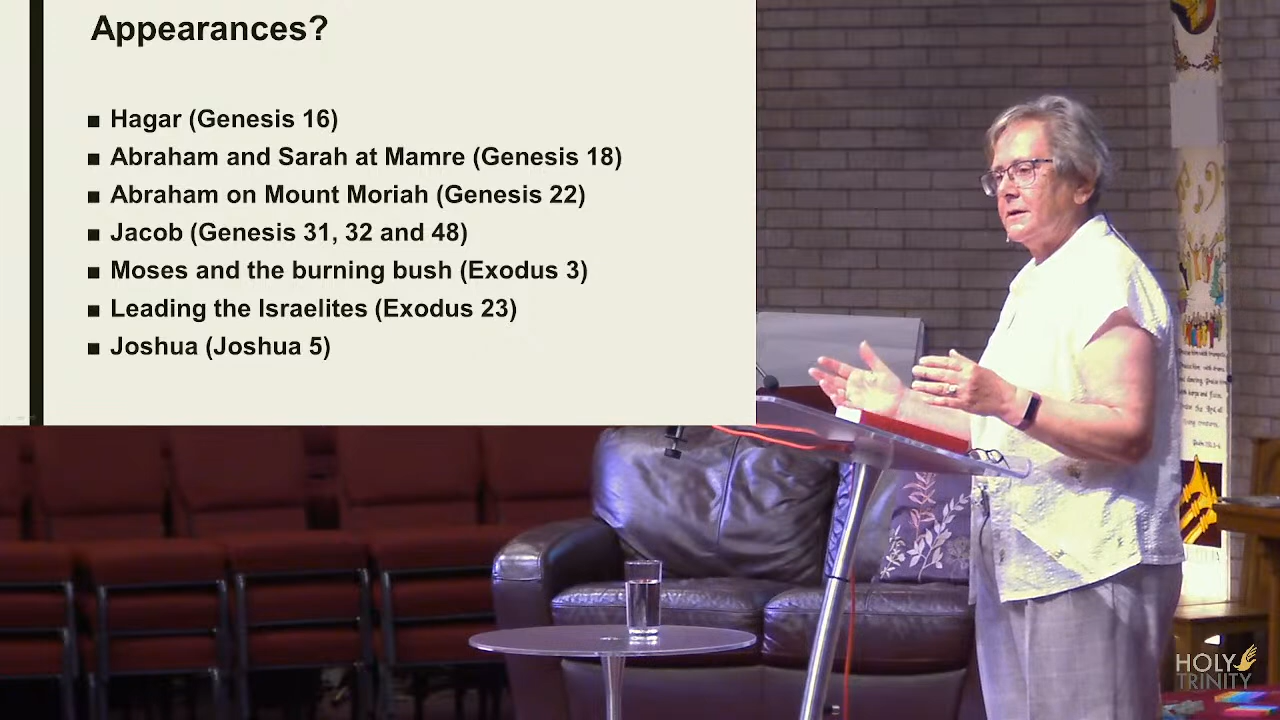 Appearances?
■ Hagar (Genesis 16)
■ Abraham and Sarah at Mamre (Genesis 18)
■ Abraham on Mount Moriah (Genesis 22)
■ Jacob (Genesis 31, 32 and 48)
■ Moses and the burning bush (Exodus 3)
■ Leading the Israelites (Exodus 23)
■ Joshua (Joshua 5)
HOLY
TRINITY